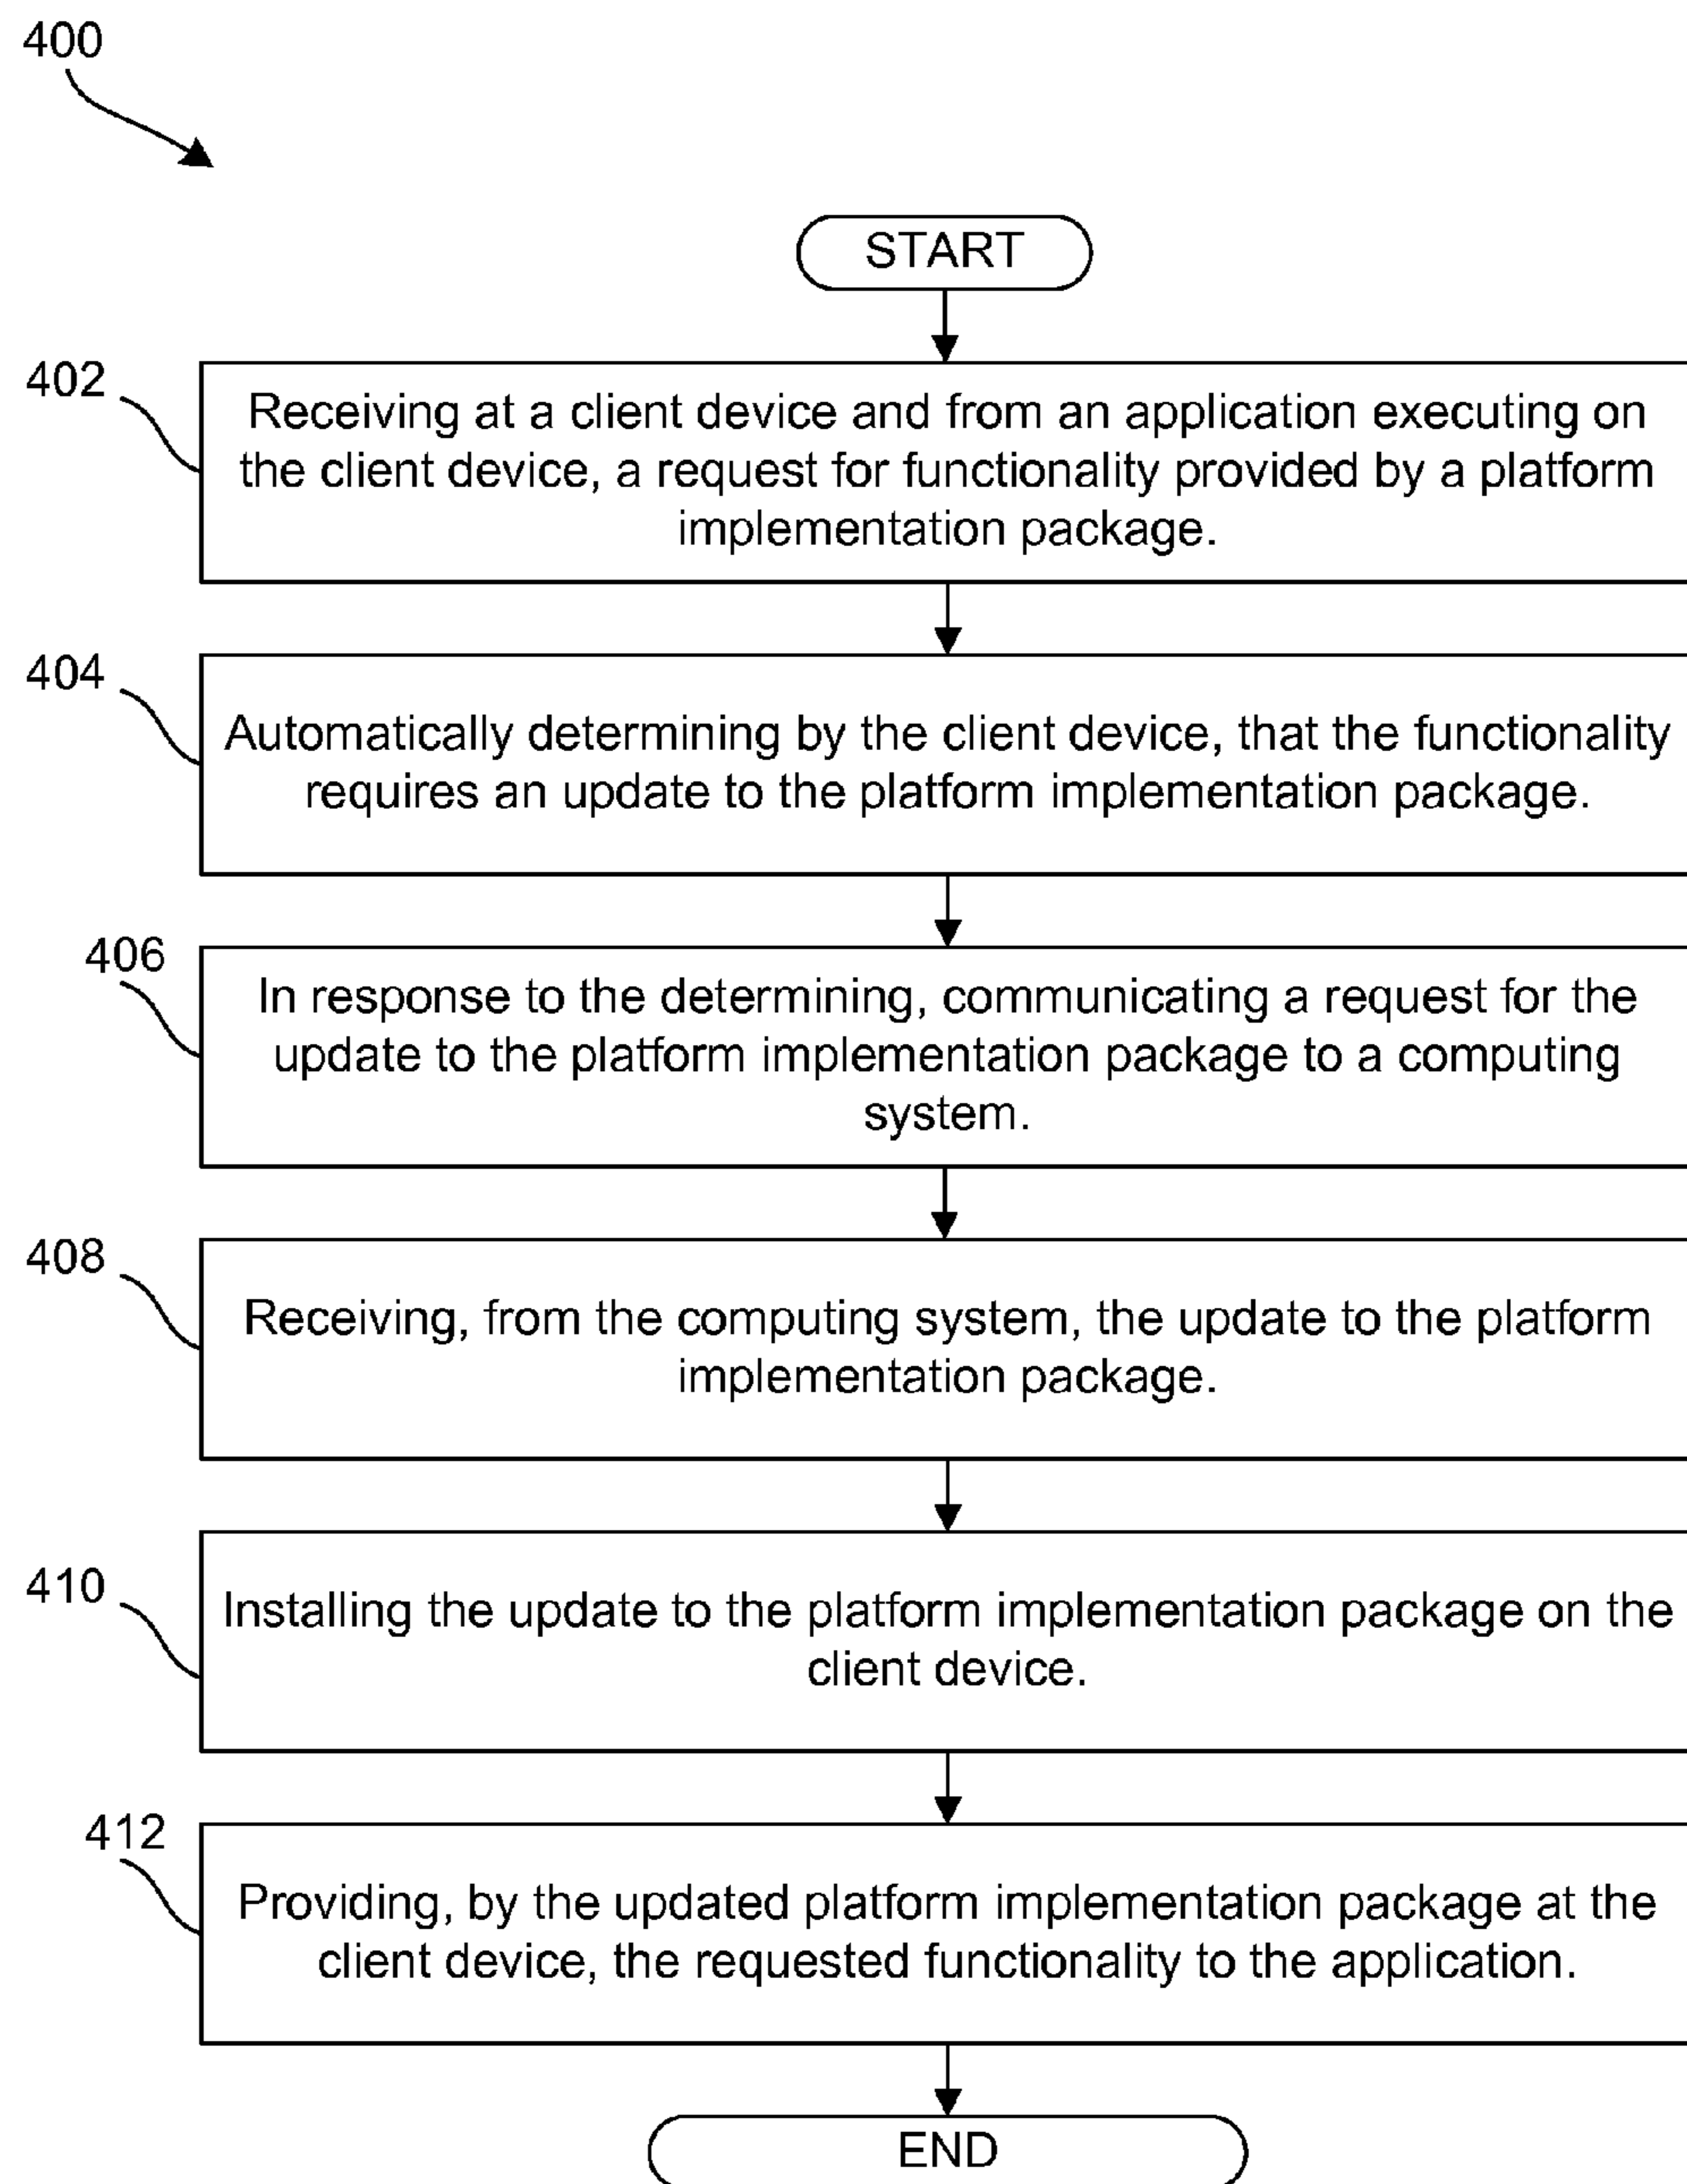 400
START
402
Receiving at a client device and from an application executing on
the client device, a request for functionality provided by a platform
implementation package.
404
Automatically determining by the client device, that the functionality
requires an update to the platform implementation package.
406
In response to the determining, communicating a request for the
update to the platform implementation package to a computing
system.
408
Receiving, from the computing system, the update to the platform
implementation package.
410
Installing the update to the platform implementation package on the
client device.
412
Providing, by the updated platform implementation package at the
client device, the requested functionality to the application.
END